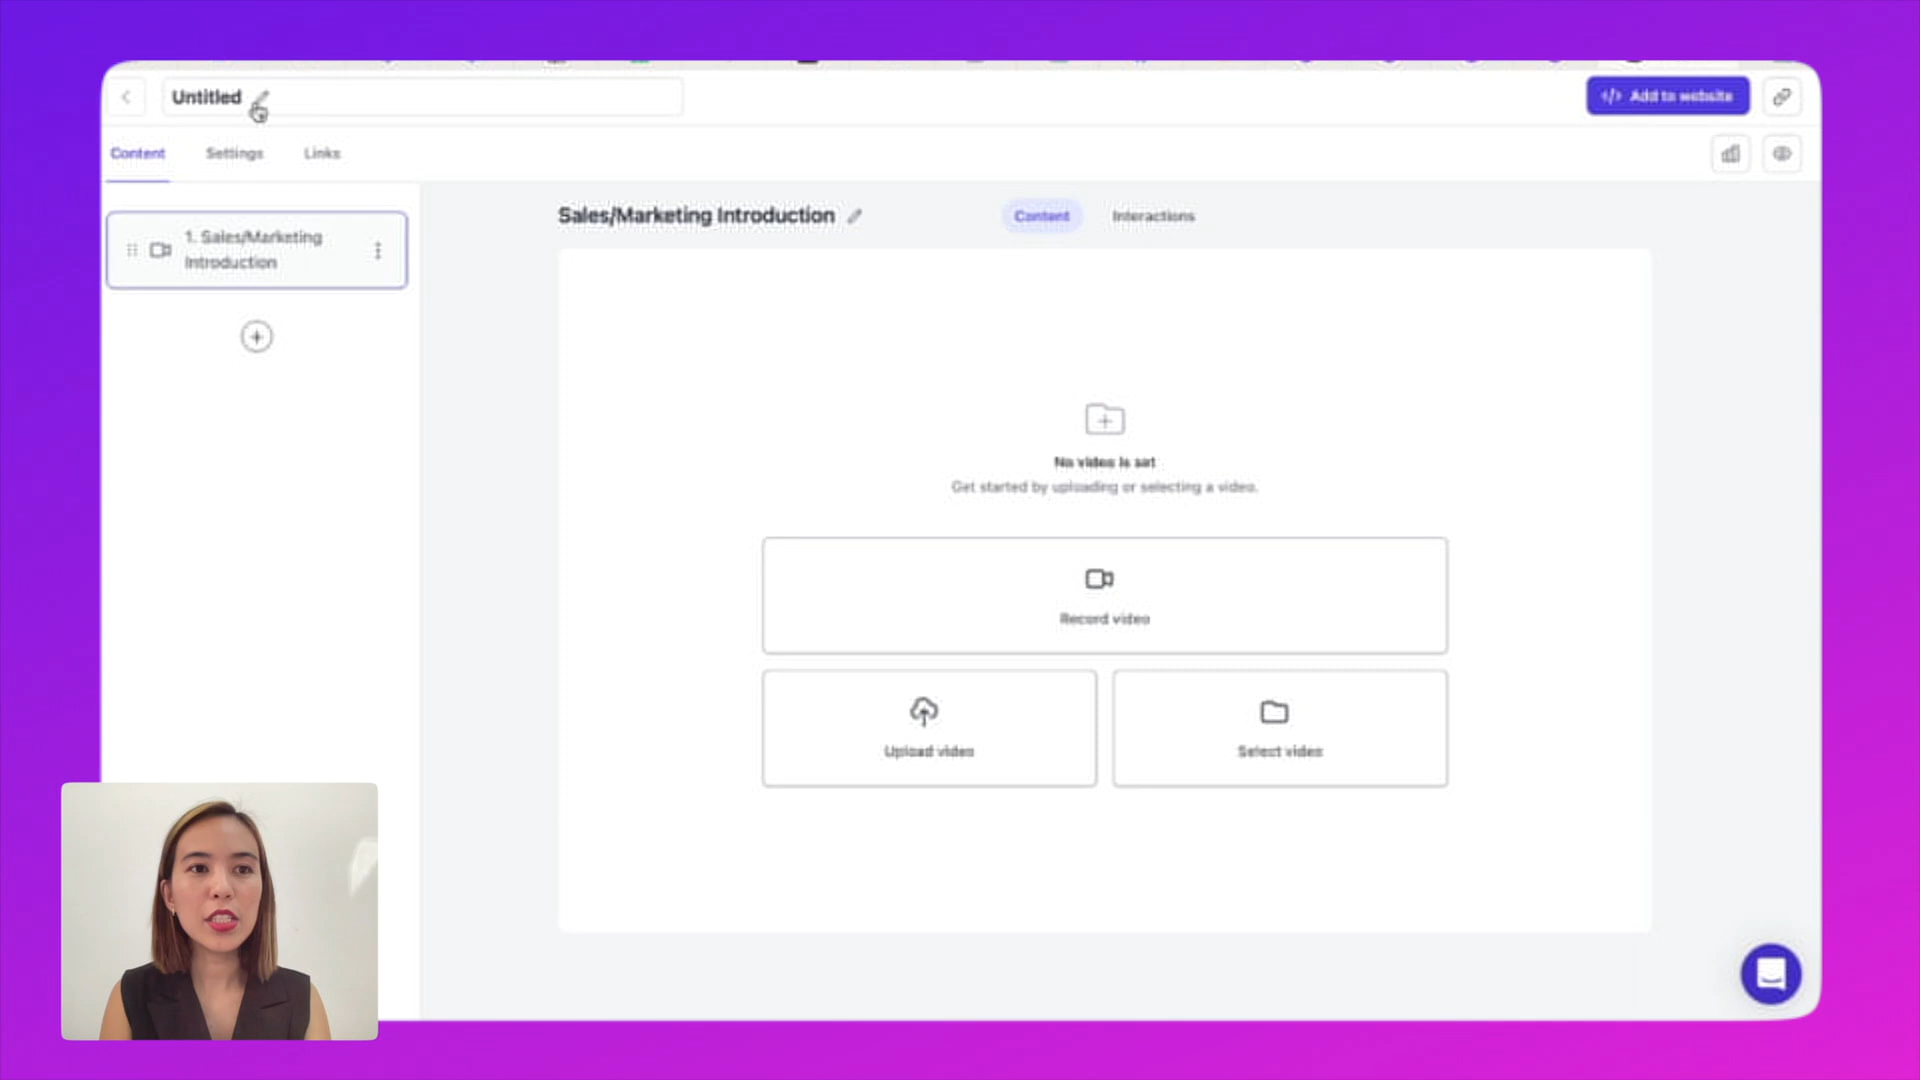 Untitled
</> Add to website
Content
Settings
Links
1. Sales/Marketing
Introduction
Sales/Marketing Introduction
Content
Interactions
No video is set
Get started by uploading or selecting a video.
Record video
Upload video
Select video